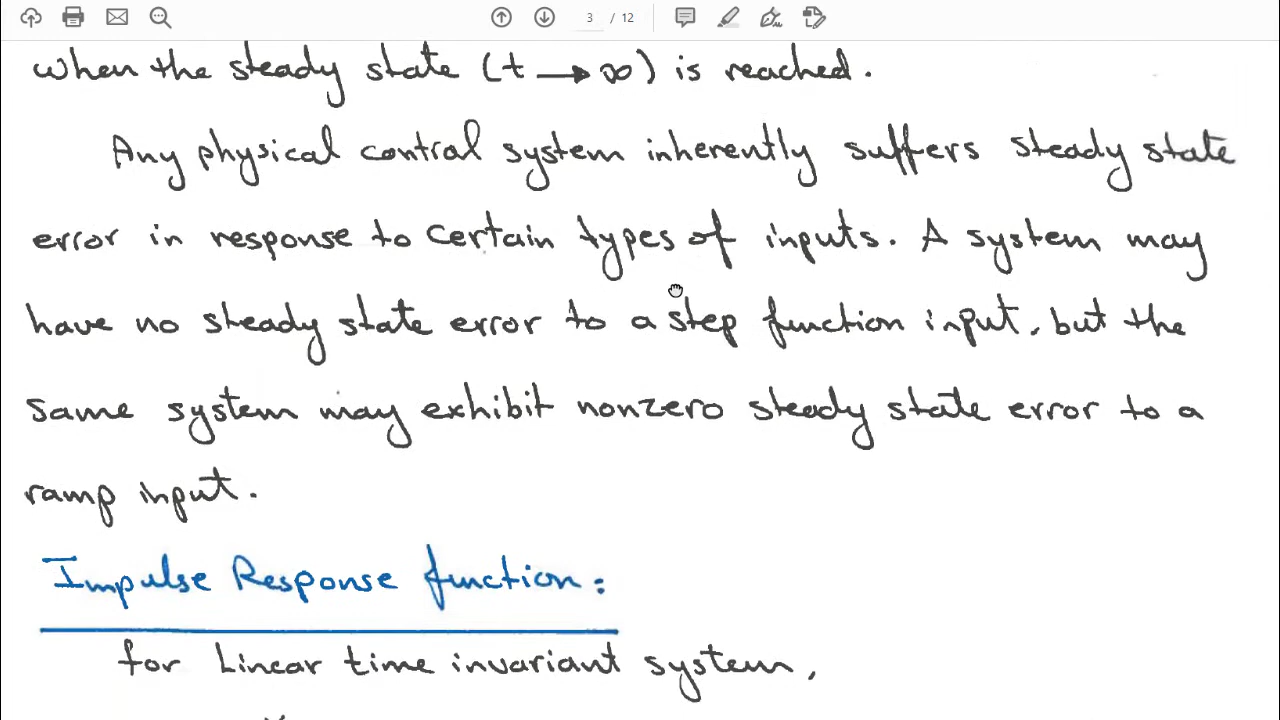 3 / 12
when the steady state (t → ∞) is reached.
Any physical control system inherently suffers steady state
error in response to certain types of inputs. A system may
have no steady state error to a step function input, but the
same system may exhibit nonzero steady state error to a
ramp input.
Impulse Response function:
for Linear time invariant system,